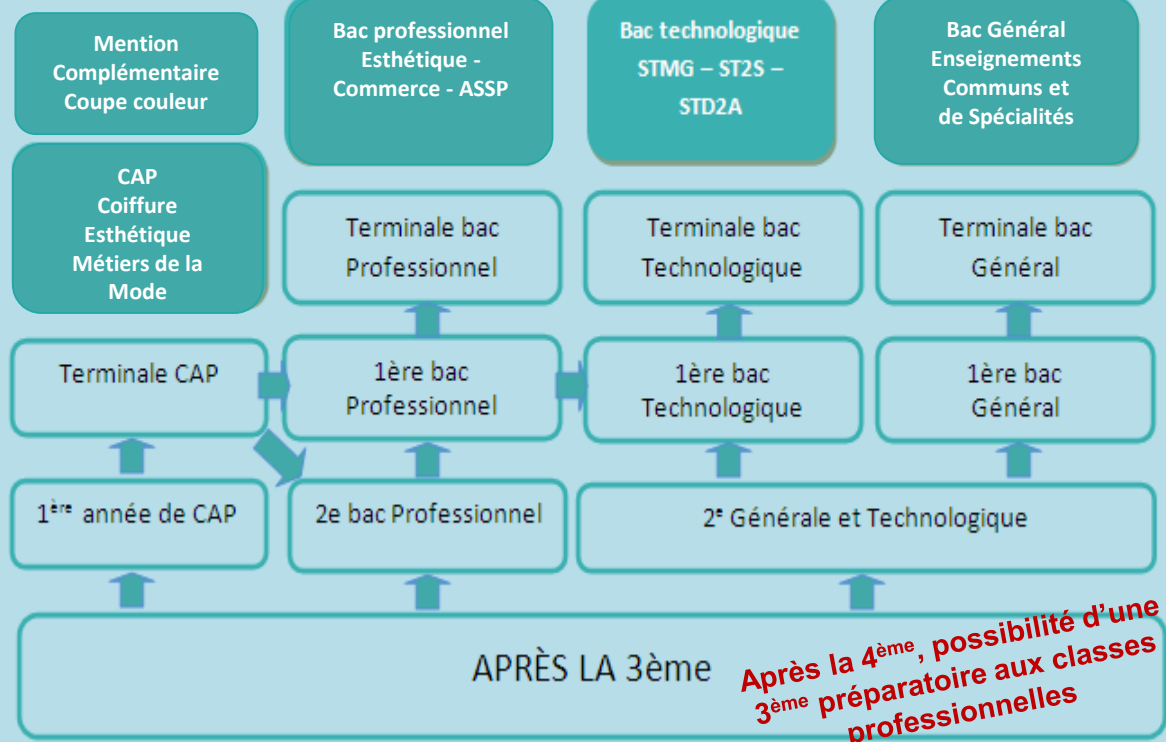 Mention
Complémentaire
Coupe couleur
Bac professionnel
Esthétique -
Commerce - ASSP
Bac technologique
STMG – ST2S –
STD2A
Bac Général
Enseignements
Communs et
de Spécialités
CAP
Coiffure
Esthétique
Métiers de la
Mode
Terminale bac
Professionnel
Terminale bac
Technologique
Terminale bac
Général
Terminale CAP
1ère bac
Professionnel
1ère bac
Technologique
1ère bac
Général
1ère année de CAP
2e bac Professionnel
2e Générale et Technologique
APRÈS LA 3ème
Après la 4ème, possibilité d’une
3ème préparatoire aux classes
professionnelles